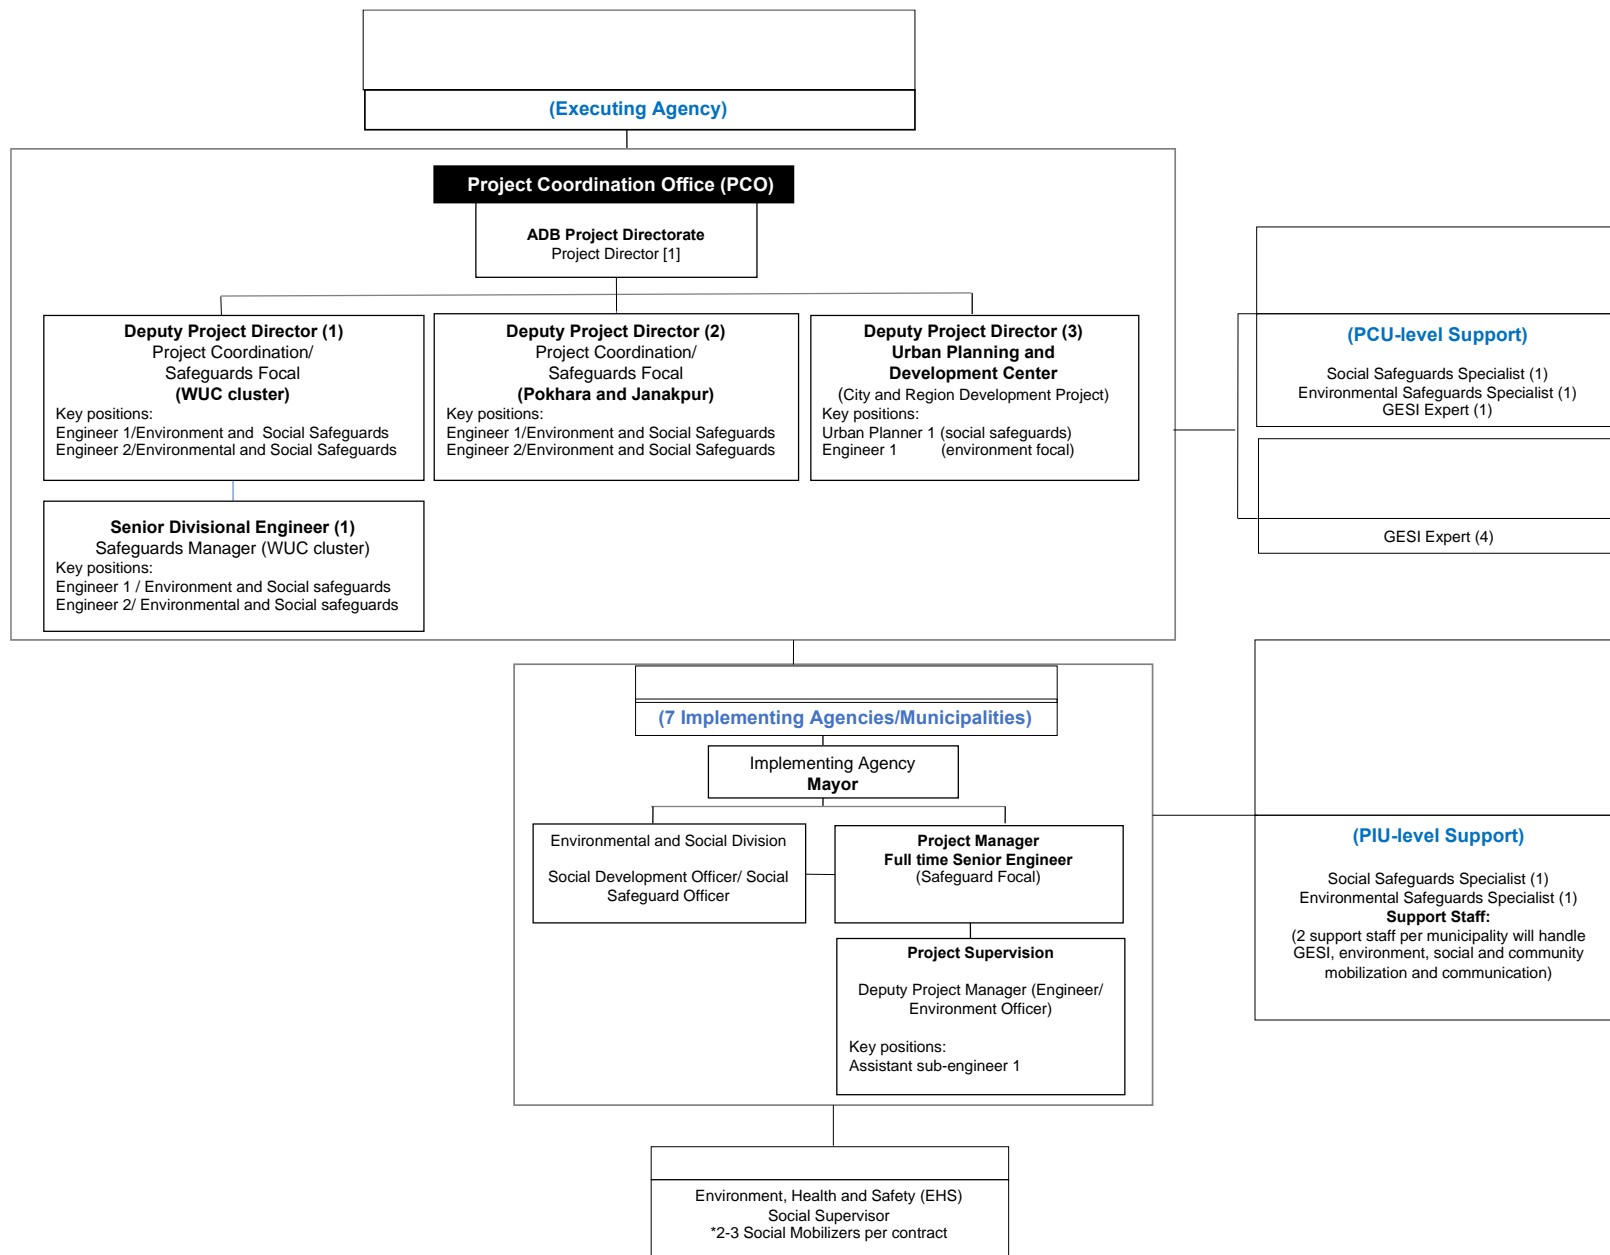 (Executing Agency)
Project Coordination Office (PCO)
ADB Project Directorate
Project Director [1]
Deputy Project Director (1)
Project Coordination/
Safeguards Focal
(WUC cluster)
Key positions:
Engineer 1/Environment and  Social Safeguards
Engineer 2/Environmental and Social Safeguards
Deputy Project Director (2)
Project Coordination/
Safeguards Focal
(Pokhara and Janakpur)
Key positions:
Engineer 1/Environment and Social Safeguards
Engineer 2/Environment and Social Safeguards
Deputy Project Director (3)
Urban Planning and
Development Center
(City and Region Development Project)
Key positions:
Urban Planner 1 (social safeguards)
Engineer 1          (environment focal)
Senior Divisional Engineer (1)
Safeguards Manager (WUC cluster)
Key positions:
Engineer 1 / Environment and Social safeguards
Engineer 2/ Environmental and Social safeguards
(PCU-level Support)
Social Safeguards Specialist (1)
Environmental Safeguards Specialist (1)
GESI Expert (1)
GESI Expert (4)
(7 Implementing Agencies/Municipalities)
Implementing Agency
Mayor
Environmental and Social Division
Social Development Officer/ Social
Safeguard Officer
Project Manager
Full time Senior Engineer
(Safeguard Focal)
Project Supervision
Deputy Project Manager (Engineer/
Environment Officer)
Key positions:
Assistant sub-engineer 1
(PIU-level Support)
Social Safeguards Specialist (1)
Environmental Safeguards Specialist (1)
Support Staff:
(2 support staff per municipality will handle
GESI, environment, social and community
mobilization and communication)
Environment, Health and Safety (EHS)
Social Supervisor
*2-3 Social Mobilizers per contract